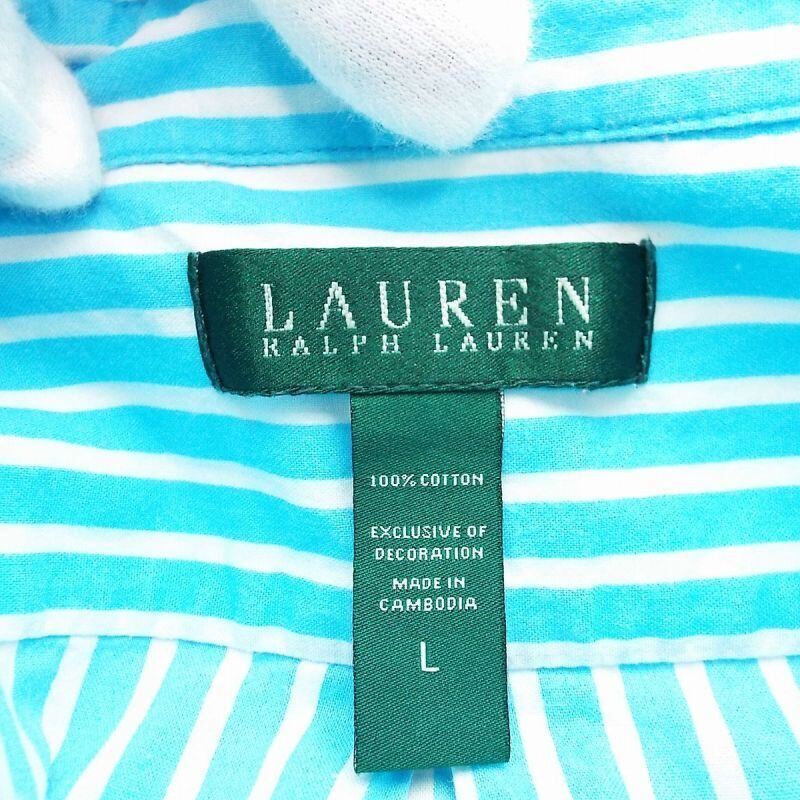 LAUREN
RALPH LAUREN
100% COTTON
EXCLUSIVE OF
DECORATION
MADE IN
CAMBODIA
L